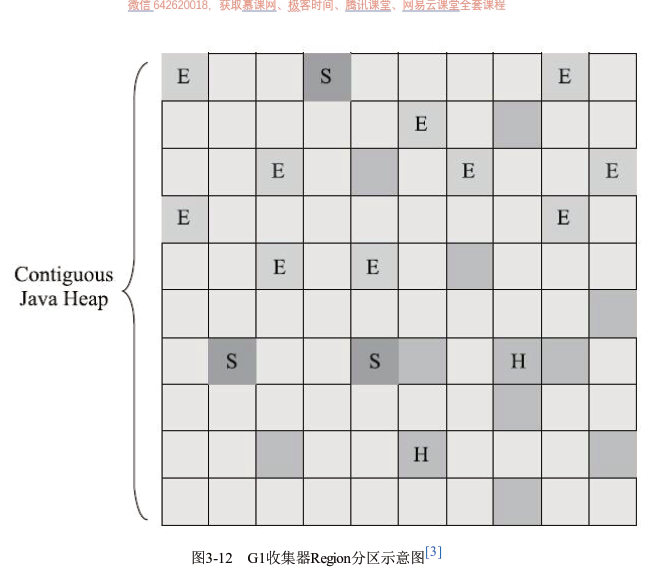 微信 642620018，获取慕课网、极客时间、腾讯课堂、网易云课堂全套课程
E S E
E
E E E
E E
Contiguous
Java Heap
E E
S S H
H
图3-12 G1收集器Region分区示意图[3]